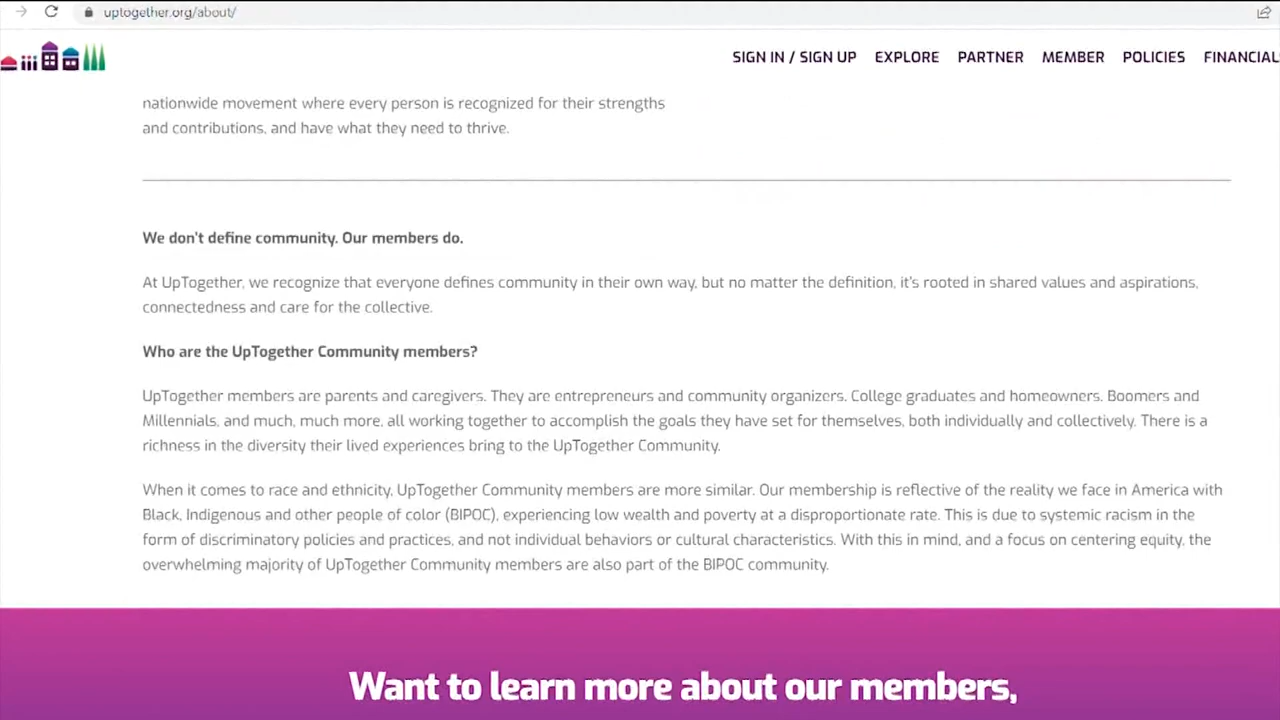 uptogether.org/about/
SIGN IN / SIGN UP EXPLORE PARTNER MEMBER POLICIES FINANCIAL
nationwide movement where every person is recognized for their strengths
and contributions, and have what they need to thrive.
We don't define community. Our members do.
At UpTogether, we recognize that everyone defines community in their own way, but no matter the definition, it's rooted in shared values and aspirations,
connectedness and care for the collective.
Who are the UpTogether Community members?
UpTogether members are parents and caregivers. They are entrepreneurs and community organizers. College graduates and homeowners. Boomers and
Millennials, and much, much more, all working together to accomplish the goals they have set for themselves, both individually and collectively. There is a
richness in the diversity their lived experiences bring to the UpTogether Community.
When it comes to race and ethnicity, UpTogether Community members are more similar. Our membership is reflective of the reality we face in America with
Black, Indigenous and other people of color (BIPOC), experiencing low wealth and poverty at a disproportionate rate. This is due to systemic racism in the
form of discriminatory policies and practices, and not individual behaviors or cultural characteristics. With this in mind, and a focus on centering equity, the
overwhelming majority of UpTogether Community members are also part of the BIPOC community.
Want to learn more about our members,